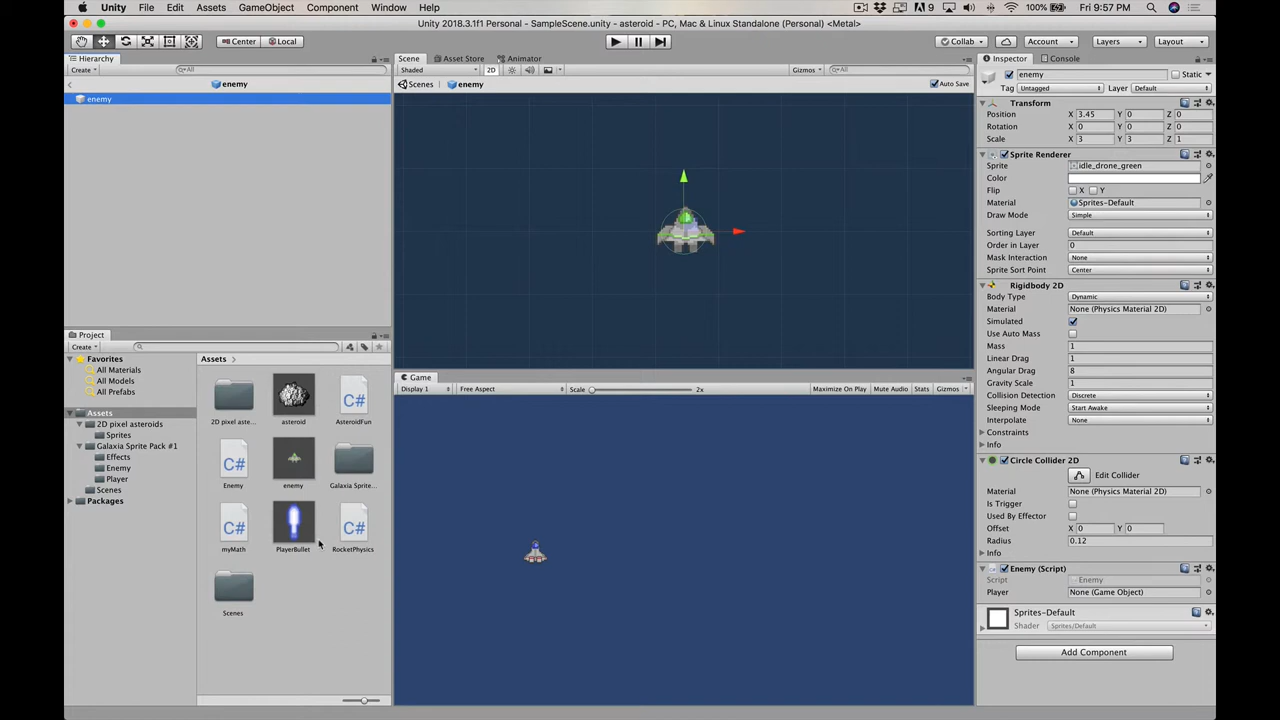 Unity File Edit Assets GameObject Component Window Help 9 100% Fri 9:57 PM
Unity 2018.3.1f1 Personal - SampleScene.unity - asteroid - PC, Mac & Linux Standalone (Personal) <Metal>
Center Local Collab Account Layers Layout
Hierarchy
Create All
enemy
enemy
Scene Asset Store Animator
Shaded 2D Gizmos All
Scenes enemy Auto Save
Project
Create
Favorites
All Materials
All Models
All Prefabs
Assets
2D pixel asteroids
Sprites
Galaxia Sprite Pack #1
Effects
Enemy
Player
Scenes
Packages
Assets
2D pixel aste...
asteroid
AsteroidFun
Enemy
enemy
Galaxia Sprite...
myMath
PlayerBullet
RocketPhysics
Scenes
C#
C#
C#
C#
Game
Display 1 Free Aspect Scale 2x Maximize On Play Mute Audio Stats Gizmos
Inspector Console
enemy Static
Tag Untagged Layer Default
Transform
Position X 3.45 Y 0 Z 0
Rotation X 0 Y 0 Z 0
Scale X 3 Y 3 Z 1
Sprite Renderer
Sprite idle_drone_green
Color
Flip X Y
Material Sprites-Default
Draw Mode Simple
Sorting Layer Default
Order in Layer 0
Mask Interaction None
Sprite Sort Point Center
Rigidbody 2D
Body Type Dynamic
Material None (Physics Material 2D)
Simulated
Use Auto Mass
Mass 1
Linear Drag 1
Angular Drag 8
Gravity Scale 1
Collision Detection Discrete
Sleeping Mode Start Awake
Interpolate None
Constraints
Info
Circle Collider 2D
Edit Collider
Material None (Physics Material 2D)
Is Trigger
Used By Effector
Offset X 0 Y 0
Radius 0.12
Info
Enemy (Script)
Script Enemy
Player None (Game Object)
Sprites-Default
Shader Sprites/Default
Add Component